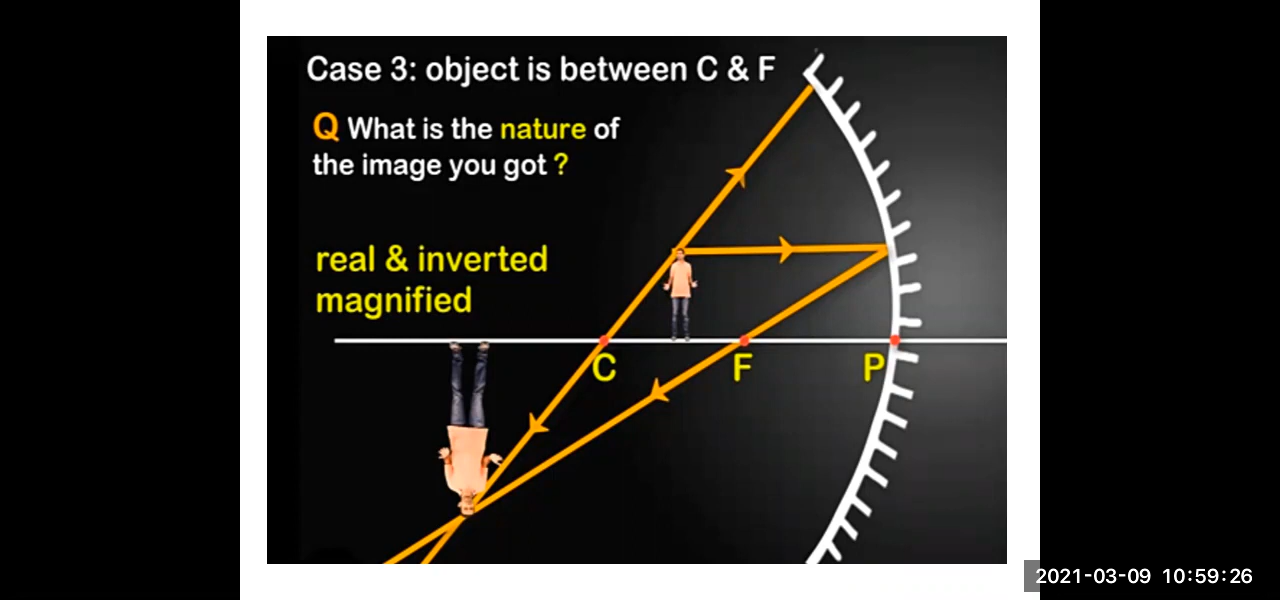 Case 3: object is between C & F
Q What is the nature of
the image you got ?
real & inverted
magnified
C
F
P
2021-03-09 10:59:26